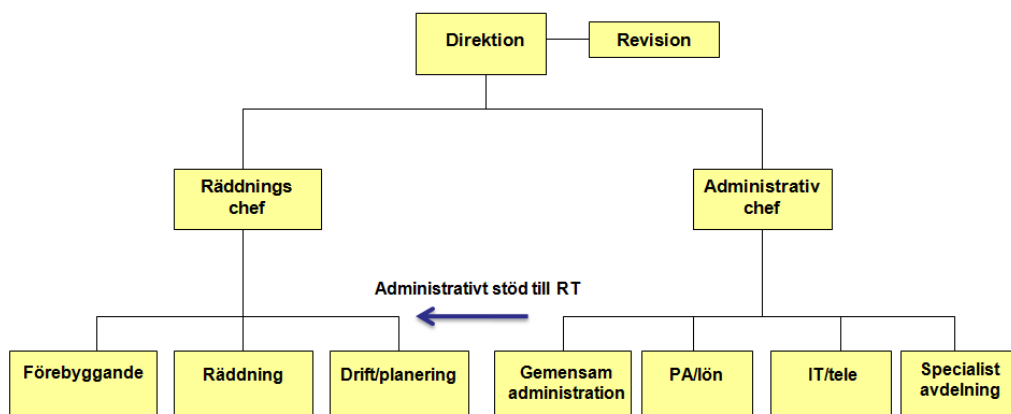 Direktion
Revision
Räddnings
chef
Administrativ
chef
Administrativt stöd till RT
Förebyggande
Räddning
Drift/planering
Gemensam
administration
PA/lön
IT/tele
Specialist
avdelning